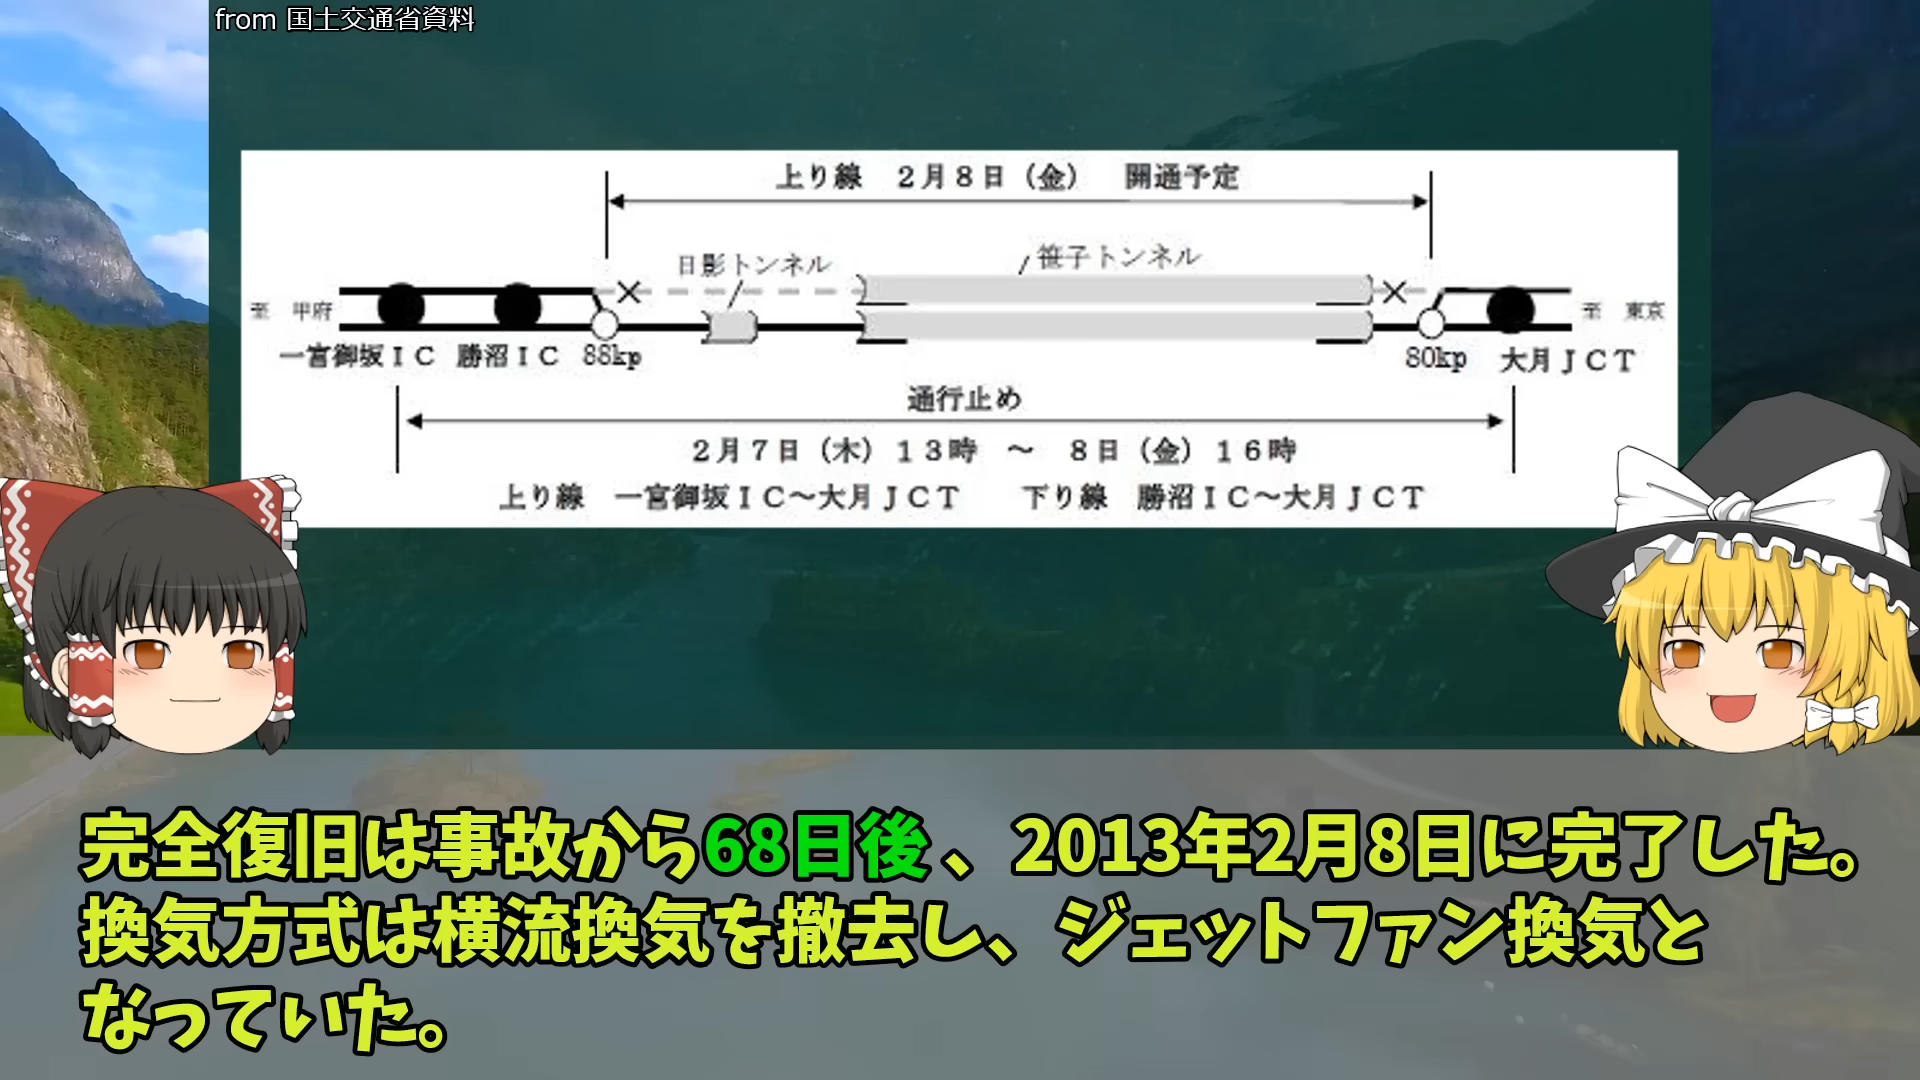 from 国土交通省資料
上り線　２月８日（金）　開通予定
日影トンネル
笹子トンネル
至　甲府
至　東京
一宮御坂ＩＣ
勝沼ＩＣ
88kp
80kp
大月ＪＣＴ
通行止め
２月７日（木）１３時　～　８日（金）１６時
上り線　一宮御坂ＩＣ～大月ＪＣＴ　　下り線　勝沼ＩＣ～大月ＪＣＴ
完全復旧は事故から68日後、2013年2月8日に完了した。
換気方式は横流換気を撤去し、ジェットファン換気と
なっていた。